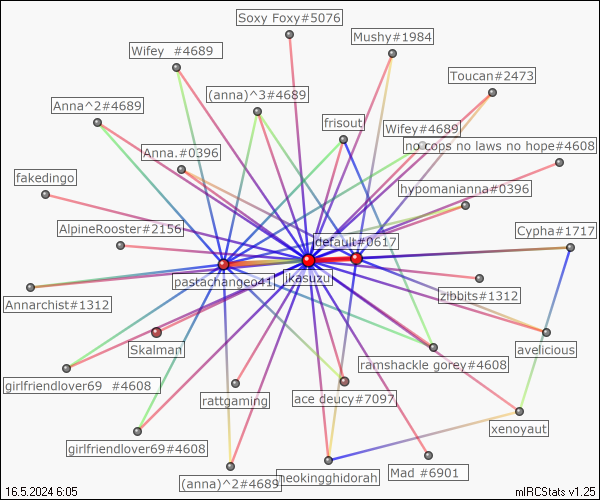 Soxy Foxy#5076
Mushy#1984
Wifey  #4689
Toucan#2473
(anna)^3#4689
Anna^2#4689
frisout
Wifey#4689
no cops no laws no hope#4608
Anna.#0396
fakedingo
hypomanianna#0396
AlpineRooster#2156
default#0617
Cypha#1717
pastachangeo41
jkasuzu
zibbits#1312
Annarchist#1312
Skalman
avelicious
ramshackle gorey#4608
girlfriendlover69  #4608
rattgaming
ace deucy#7097
xenoyaut
girlfriendlover69#4608
(anna)^2#4689
neokingghidorah
Mad #6901
16.5.2024 6:05
mIRCStats v1.25